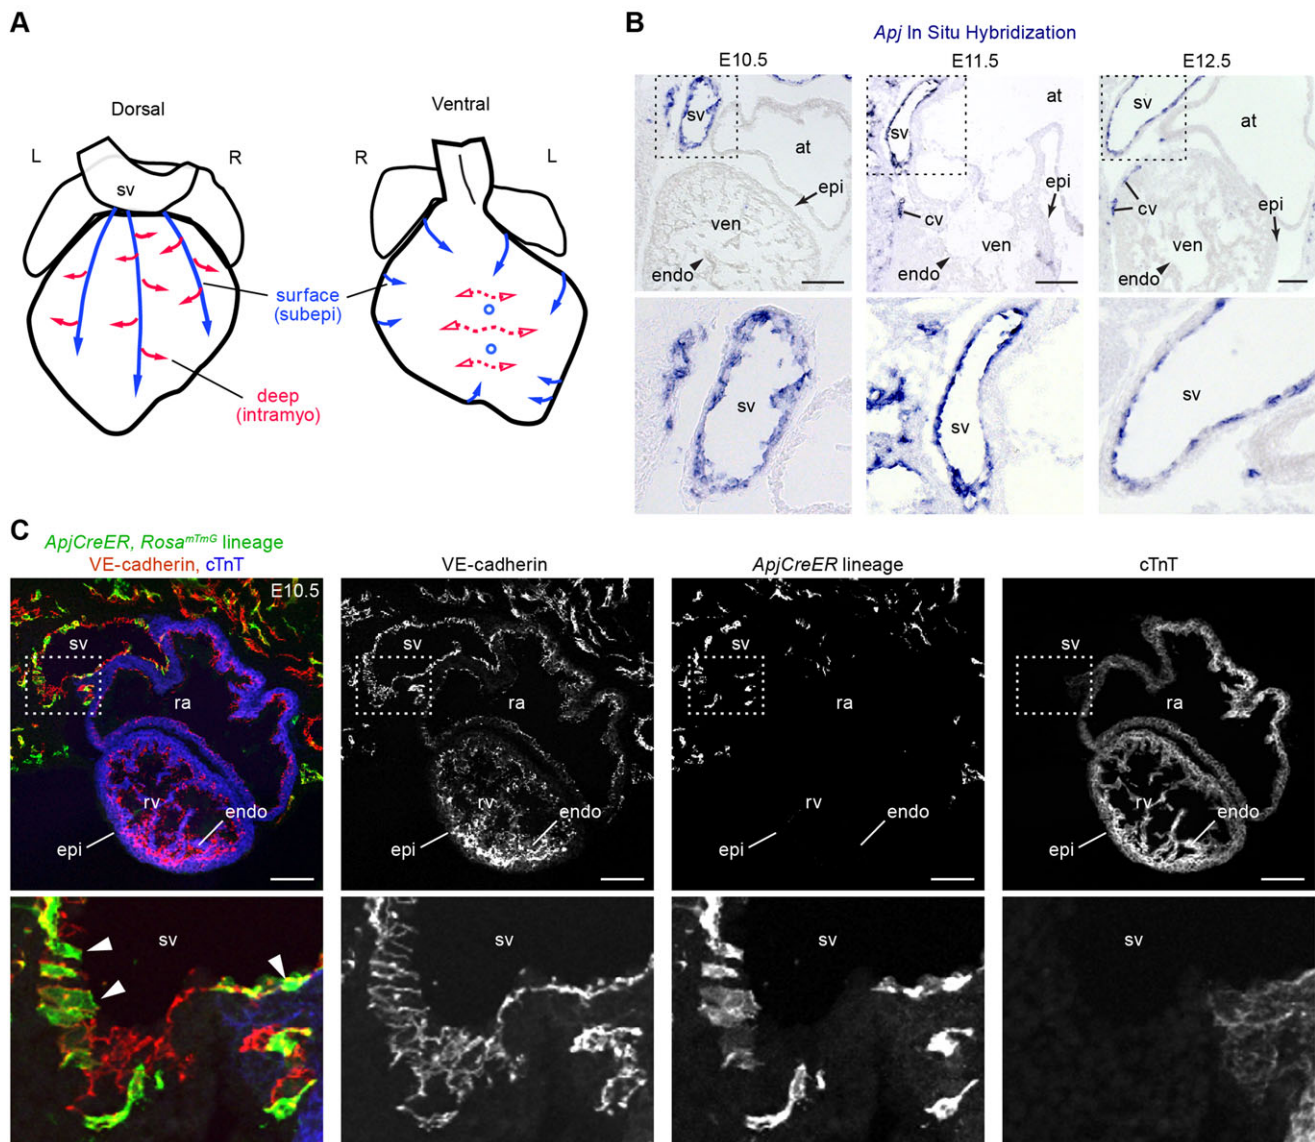 A
Dorsal
Ventral
L
R
R
L
sv
surface
(subepi)
deep
(intramyo)
B
Apj In Situ Hybridization
E10.5
E11.5
E12.5
sv
at
epi
ven
endo
sv
at
epi
cv
ven
endo
sv
at
epi
cv
ven
endo
sv
sv
sv
C
ApjCreER, Rosa^mTmG lineage
VE-cadherin, cTnT
VE-cadherin
ApjCreER lineage
cTnT
E10.5
sv
ra
rv
endo
epi
sv
ra
rv
endo
epi
sv
ra
rv
endo
epi
sv
ra
rv
endo
epi
sv
sv
sv
sv